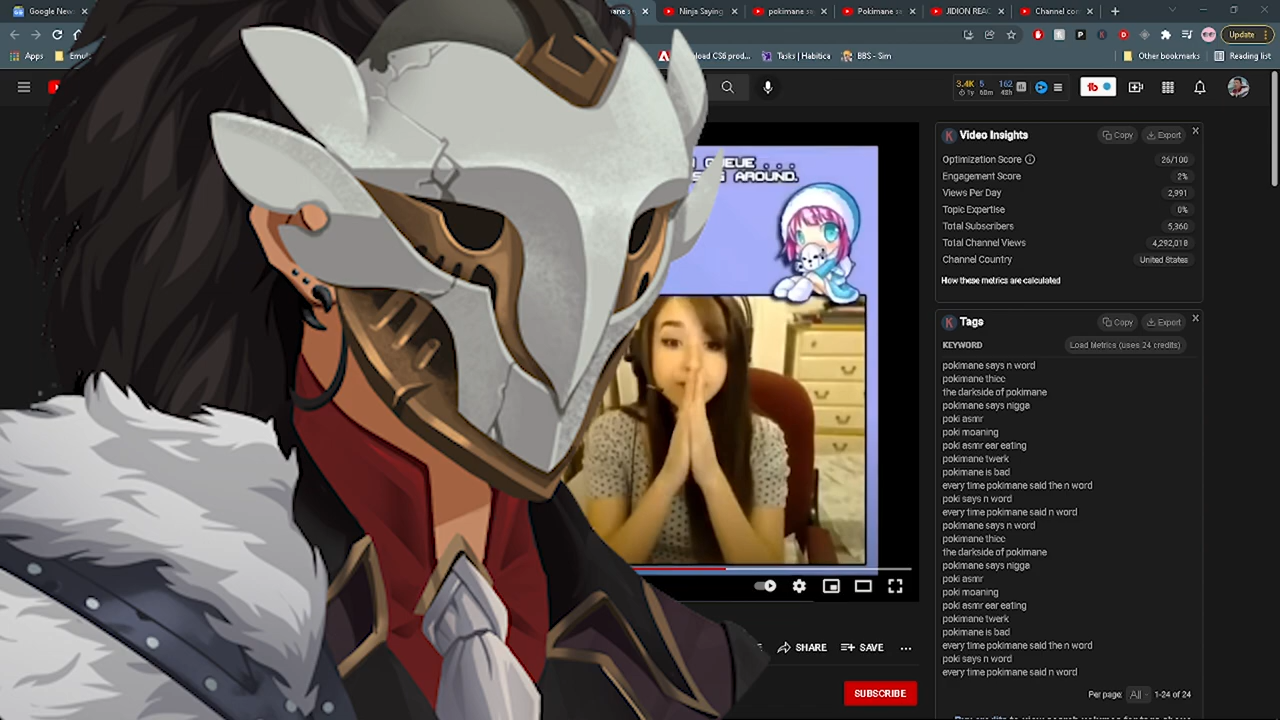 Google News
Ninja Saying
pokimane sa
Pokimane se
JIDION REAC
Channel con
Update
Apps
Tasks | Habitica
BBS - Sim
Other bookmarks
Reading list
3.4K 5 162
1y 60m 48h
QUEUE . . .
AROUND.
Video Insights
Copy
Export
Optimization Score 26/100
Engagement Score 2%
Views Per Day 2,991
Topic Expertise 0%
Total Subscribers 5,360
Total Channel Views 4,292,018
Channel Country United States
How these metrics are calculated
Tags
Copy
Export
KEYWORD
Load Metrics (uses 24 credits)
pokimane says n word
pokimane thicc
the darkside of pokimane
pokimane says nigga
poki asmr
poki moaning
poki asmr ear eating
pokimane twerk
pokimane is bad
every time pokimane said the n word
poki says n word
every time pokimane said n word
pokimane says n word
pokimane thicc
the darkside of pokimane
pokimane says nigga
poki asmr
poki moaning
poki asmr ear eating
pokimane twerk
pokimane is bad
every time pokimane said the n word
poki says n word
every time pokimane said n word
Per page: All 1-24 of 24
SHARE
SAVE
SUBSCRIBE